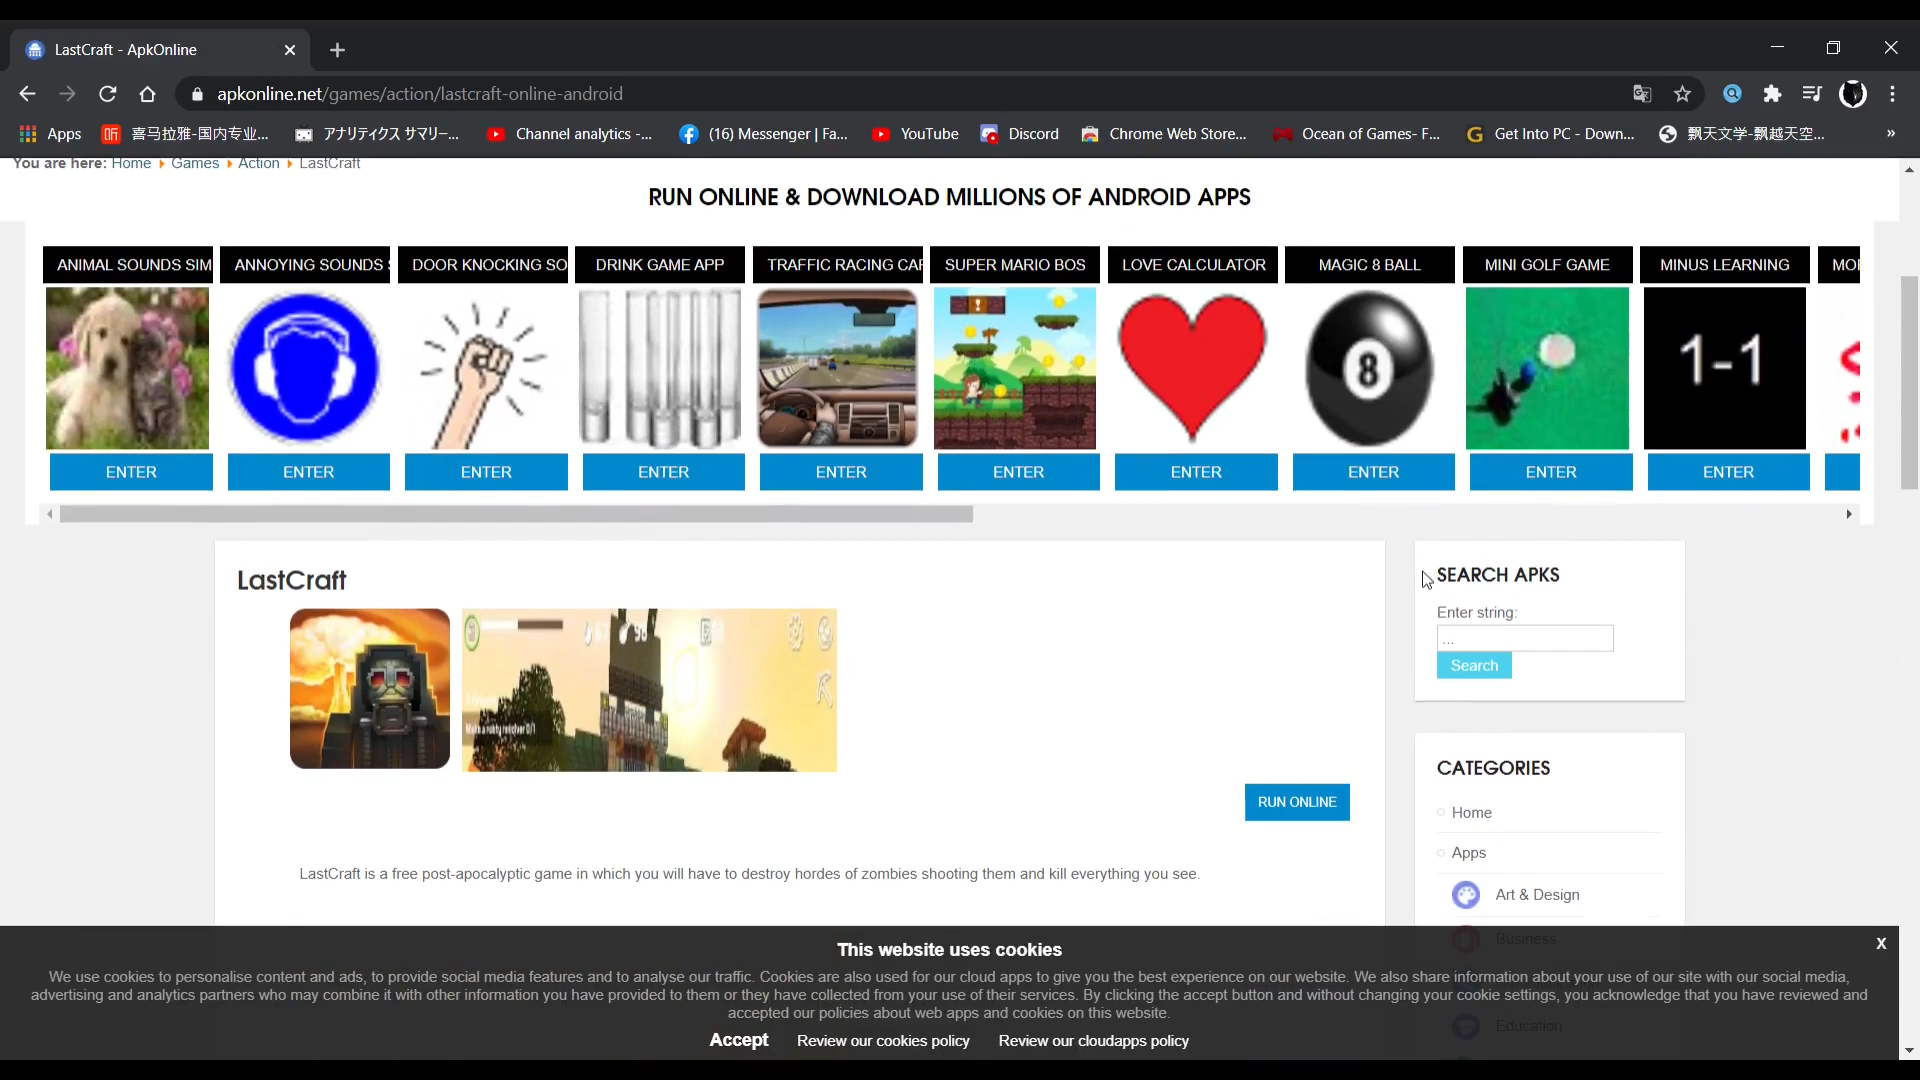 LastCraft - ApkOnline
apkonline.net/games/action/lastcraft-online-android
Apps
喜马拉雅-国内专业...
アナリティクス サマリー...
Channel analytics -...
(16) Messenger | Fa...
YouTube
Discord
Chrome Web Store...
Ocean of Games- F...
Get Into PC - Down...
飘天文学-飘越天空...
»
You are here: Home Games Action LastCraft
RUN ONLINE & DOWNLOAD MILLIONS OF ANDROID APPS
ANIMAL SOUNDS SIM
ANNOYING SOUNDS
DOOR KNOCKING SO
DRINK GAME APP
TRAFFIC RACING CAR
SUPER MARIO BOS
LOVE CALCULATOR
MAGIC 8 BALL
MINI GOLF GAME
MINUS LEARNING
8
1-1
ENTER
ENTER
ENTER
ENTER
ENTER
ENTER
ENTER
ENTER
ENTER
ENTER
LastCraft
Make a rusty revolver 0/1
RUN ONLINE
LastCraft is a free post-apocalyptic game in which you will have to destroy hordes of zombies shooting them and kill everything you see.
SEARCH APKS
Enter string:
...
Search
CATEGORIES
Home
Apps
Art & Design
Business
Education
This website uses cookies
X
We use cookies to personalise content and ads, to provide social media features and to analyse our traffic. Cookies are also used for our cloud apps to give you the best experience on our website. We also share information about your use of our site with our social media,
advertising and analytics partners who may combine it with other information you have provided to them or they have collected from your use of their services. By clicking the accept button and without changing your cookie settings, you acknowledge that you have reviewed and
accepted our policies about web apps and cookies on this website.
Accept Review our cookies policy Review our cloudapps policy